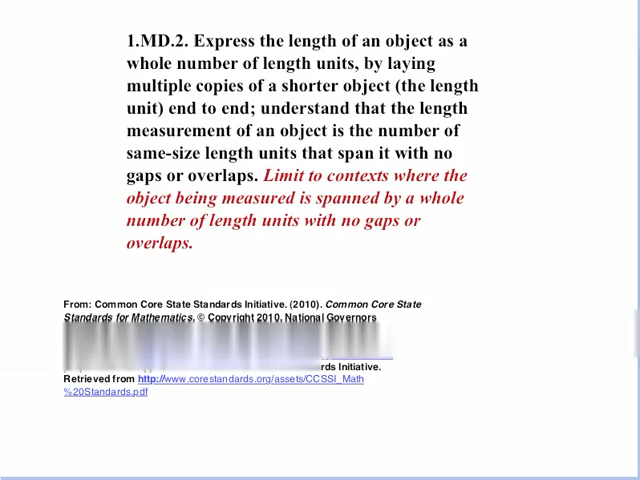 1.MD.2. Express the length of an object as a
whole number of length units, by laying
multiple copies of a shorter object (the length
unit) end to end; understand that the length
measurement of an object is the number of
same-size length units that span it with no
gaps or overlaps. Limit to contexts where the
object being measured is spanned by a whole
number of length units with no gaps or
overlaps.
From: Common Core State Standards Initiative. (2010). Common Core State
Standards for Mathematics, © Copyright 2010, National Governors
Initiative.
Retrieved from http://www.corestandards.org/assets/CCSSI_Math
%20Standards.pdf